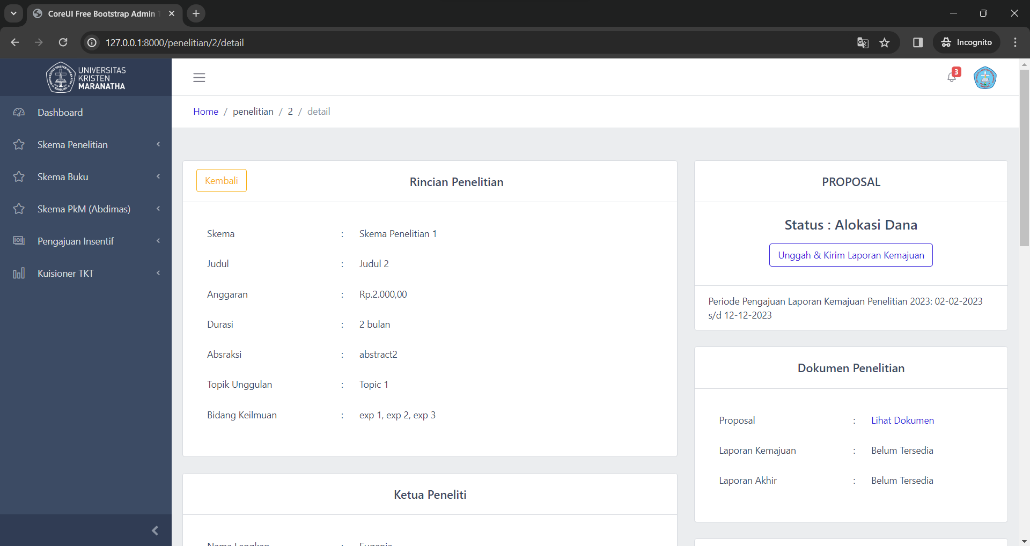 CoreUI Free Bootstrap Admin T
127.0.0.1:8000/penelitian/2/detail
Incognito
UNIVERSITAS
KRISTEN
MARANATHA
3
Home / penelitian / 2 / detail
Dashboard
Skema Penelitian
Skema Buku
Skema PkM (Abdimas)
Pengajuan Insentif
Kuisioner TKT
Kembali
Rincian Penelitian
Skema : Skema Penelitian 1
Judul : Judul 2
Anggaran : Rp.2.000,00
Durasi : 2 bulan
Absraksi : abstract2
Topik Unggulan : Topic 1
Bidang Keilmuan : exp 1, exp 2, exp 3
Ketua Peneliti
PROPOSAL
Status : Alokasi Dana
Unggah & Kirim Laporan Kemajuan
Periode Pengajuan Laporan Kemajuan Penelitian 2023: 02-02-2023
s/d 12-12-2023
Dokumen Penelitian
Proposal : Lihat Dokumen
Laporan Kemajuan : Belum Tersedia
Laporan Akhir : Belum Tersedia